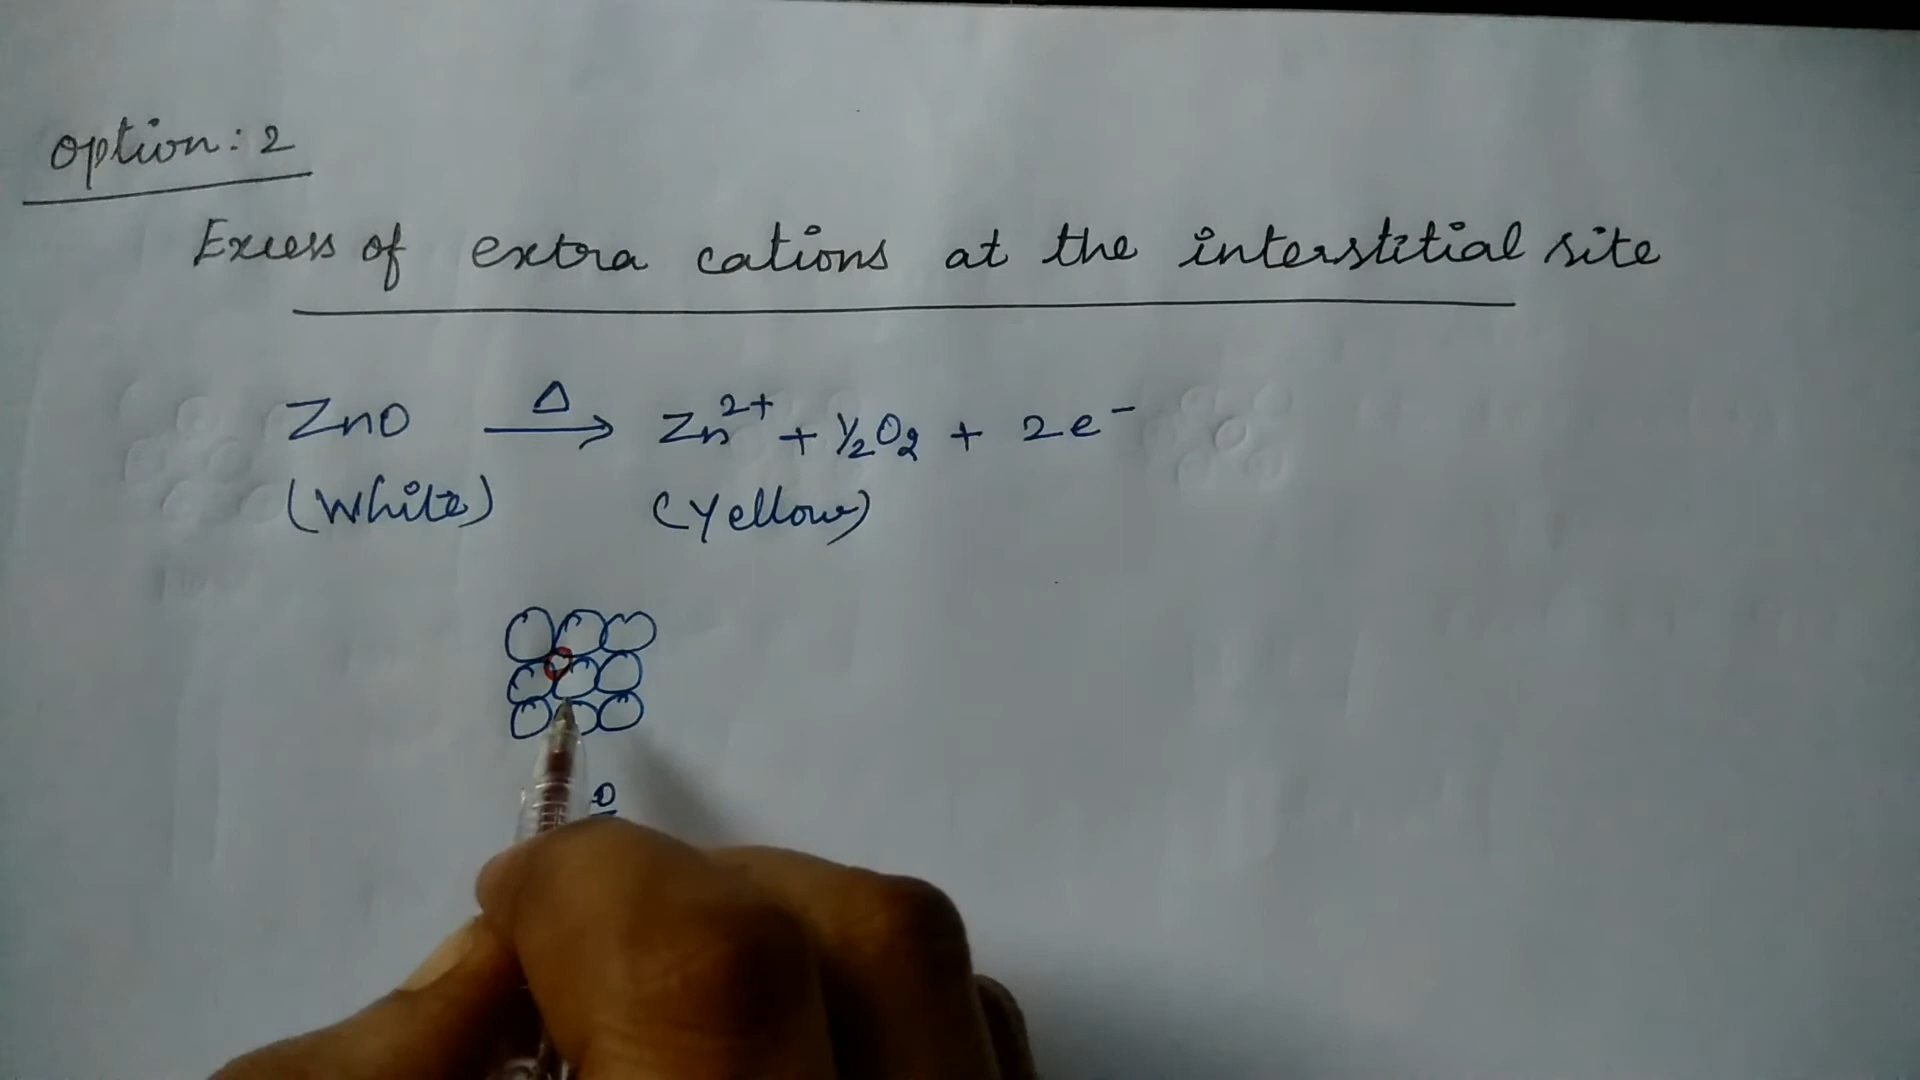 option: 2
Excess of extra cations at the interstitial site
ZnO —Δ→ Zn²⁺ + ½O₂ + 2e⁻
(White) (Yellow)